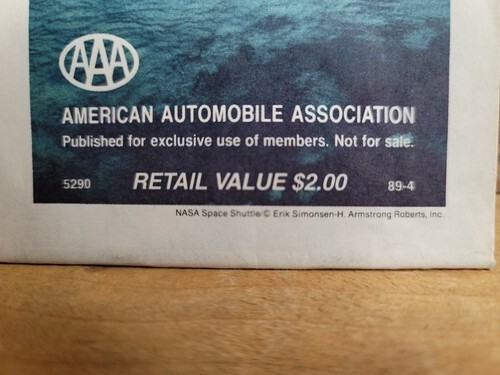 AAA
AMERICAN AUTOMOBILE ASSOCIATION
Published for exclusive use of members. Not for sale.
5290 RETAIL VALUE $2.00 89-4
NASA Space Shuttle/© Erik Simonsen-H. Armstrong Roberts, Inc.